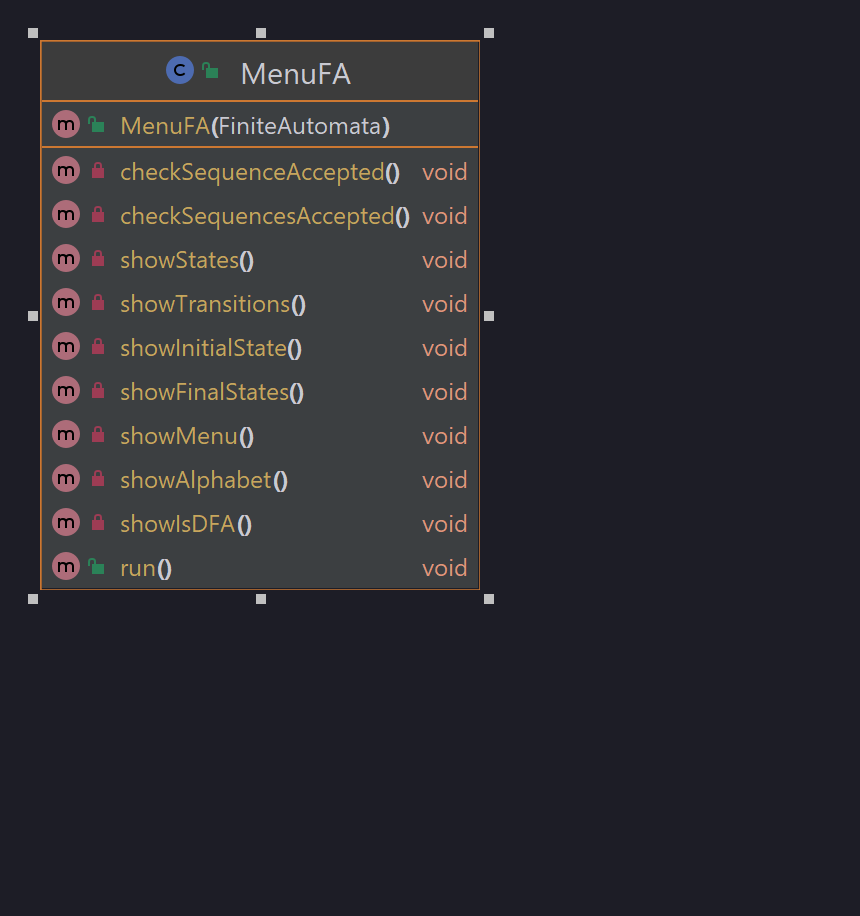 C MenuFA
m MenuFA(FiniteAutomata)
m checkSequenceAccepted() void
m checkSequencesAccepted() void
m showStates() void
m showTransitions() void
m showInitialState() void
m showFinalStates() void
m showMenu() void
m showAlphabet() void
m showIsDFA() void
m run() void